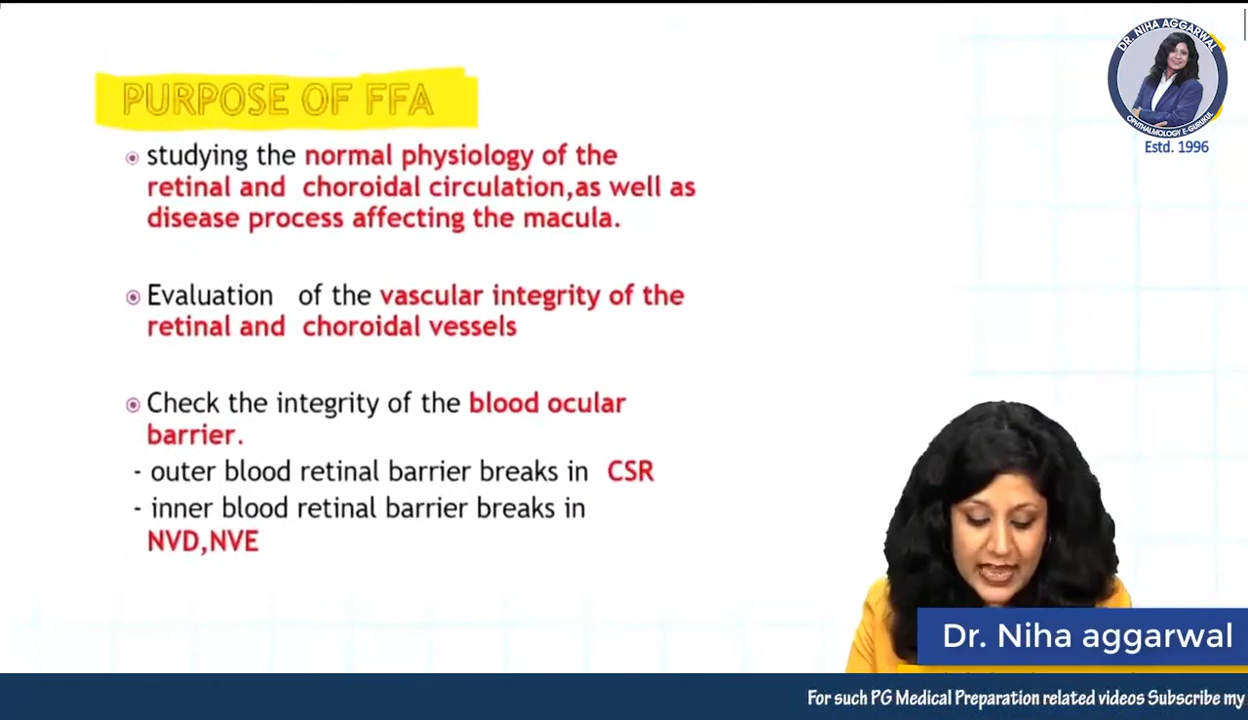 DR. NIHA AGGARWAL
OPHTHALMOLOGY E-GURUKUL
Estd. 1996
PURPOSE OF FFA
studying the normal physiology of the
retinal and choroidal circulation,as well as
disease process affecting the macula.
Evaluation of the vascular integrity of the
retinal and choroidal vessels
Check the integrity of the blood ocular
barrier.
- outer blood retinal barrier breaks in CSR
- inner blood retinal barrier breaks in
NVD,NVE
Dr. Niha aggarwal
For such PG Medical Preparation related videos Subscribe my